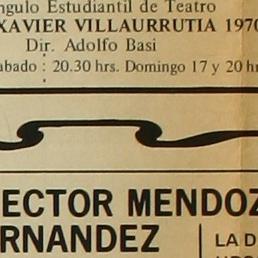 ngulo Estudiantil de Teatro
XAVIER VILLAURRUTIA 1970
Dir. Adolfo Basi
abado : 20.30 hrs. Domingo 17 y 20 h
ECTOR MENDOZ
RNANDEZ
LA D